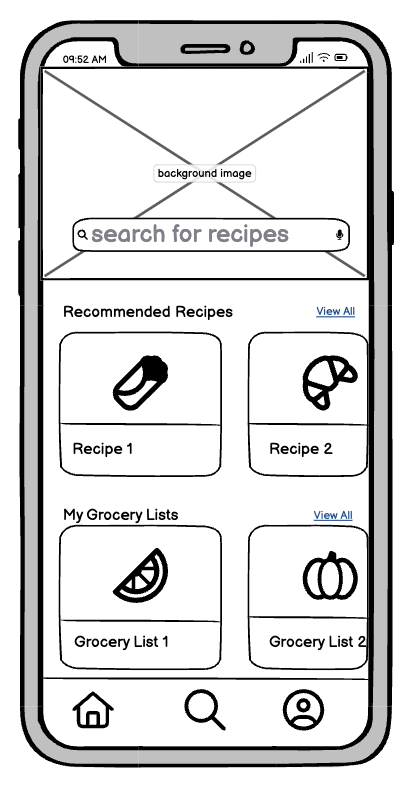 09:52 AM
background image
search for recipes
Recommended Recipes View All
Recipe 1 Recipe 2
My Grocery Lists View All
Grocery List 1 Grocery List 2